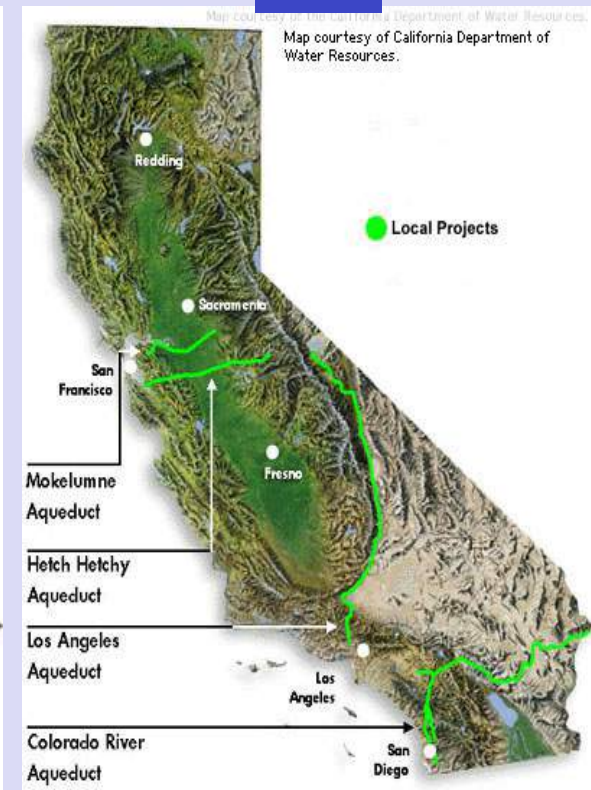 Map courtesy of the California Department of Water Resources.
Map courtesy of California Department of
Water Resources.
Redding
Local Projects
Sacramento
San
Francisco
Fresno
Mokelumne
Aqueduct
Hetch Hetchy
Aqueduct
Los Angeles
Aqueduct
Los
Angeles
Colorado River
Aqueduct
San
Diego